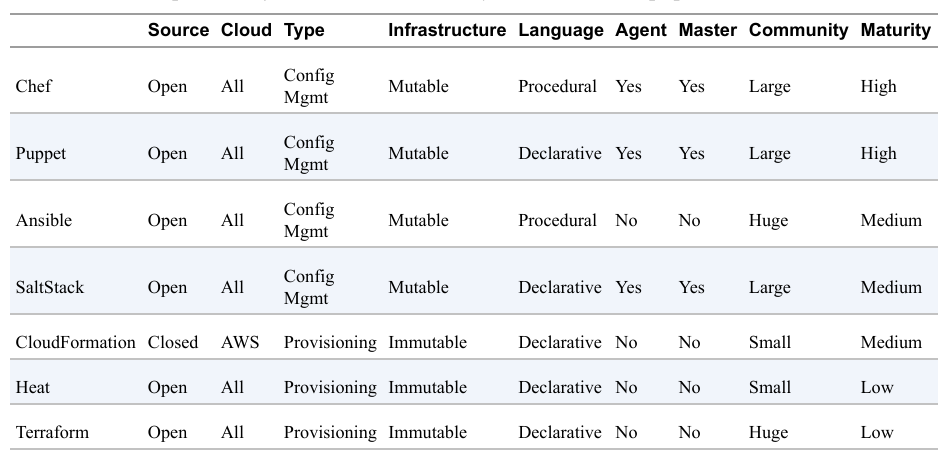 Source Cloud Type Infrastructure Language Agent Master Community Maturity
Chef Open All Config Mgmt Mutable Procedural Yes Yes Large High
Puppet Open All Config Mgmt Mutable Declarative Yes Yes Large High
Ansible Open All Config Mgmt Mutable Procedural No No Huge Medium
SaltStack Open All Config Mgmt Mutable Declarative Yes Yes Large Medium
CloudFormation Closed AWS Provisioning Immutable Declarative No No Small Medium
Heat Open All Provisioning Immutable Declarative No No Small Low
Terraform Open All Provisioning Immutable Declarative No No Huge Low